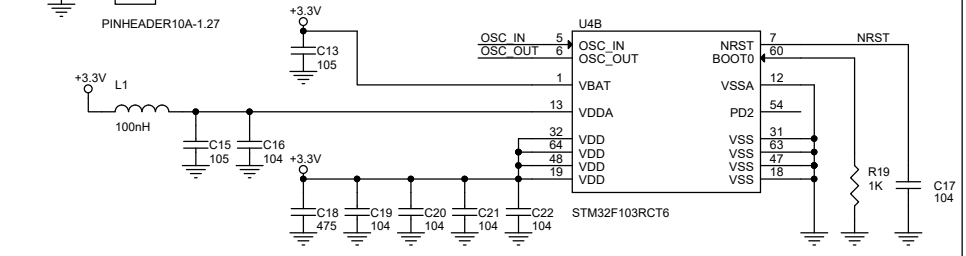 PINHEADER10A-1.27
+3.3V
C13
105
+3.3V
L1
100nH
C15
105
C16
104
+3.3V
C18
475
C19
104
C20
104
C21
104
C22
104
U4B
OSC_IN 5 OSC_IN
OSC_OUT 6 OSC_OUT
1 VBAT
13 VDDA
32 VDD
64 VDD
48 VDD
19 VDD
NRST 7 NRST
BOOT0 60
VSSA 12
PD2 54
VSS 31
VSS 63
VSS 47
VSS 18
STM32F103RCT6
R19
1K
C17
104